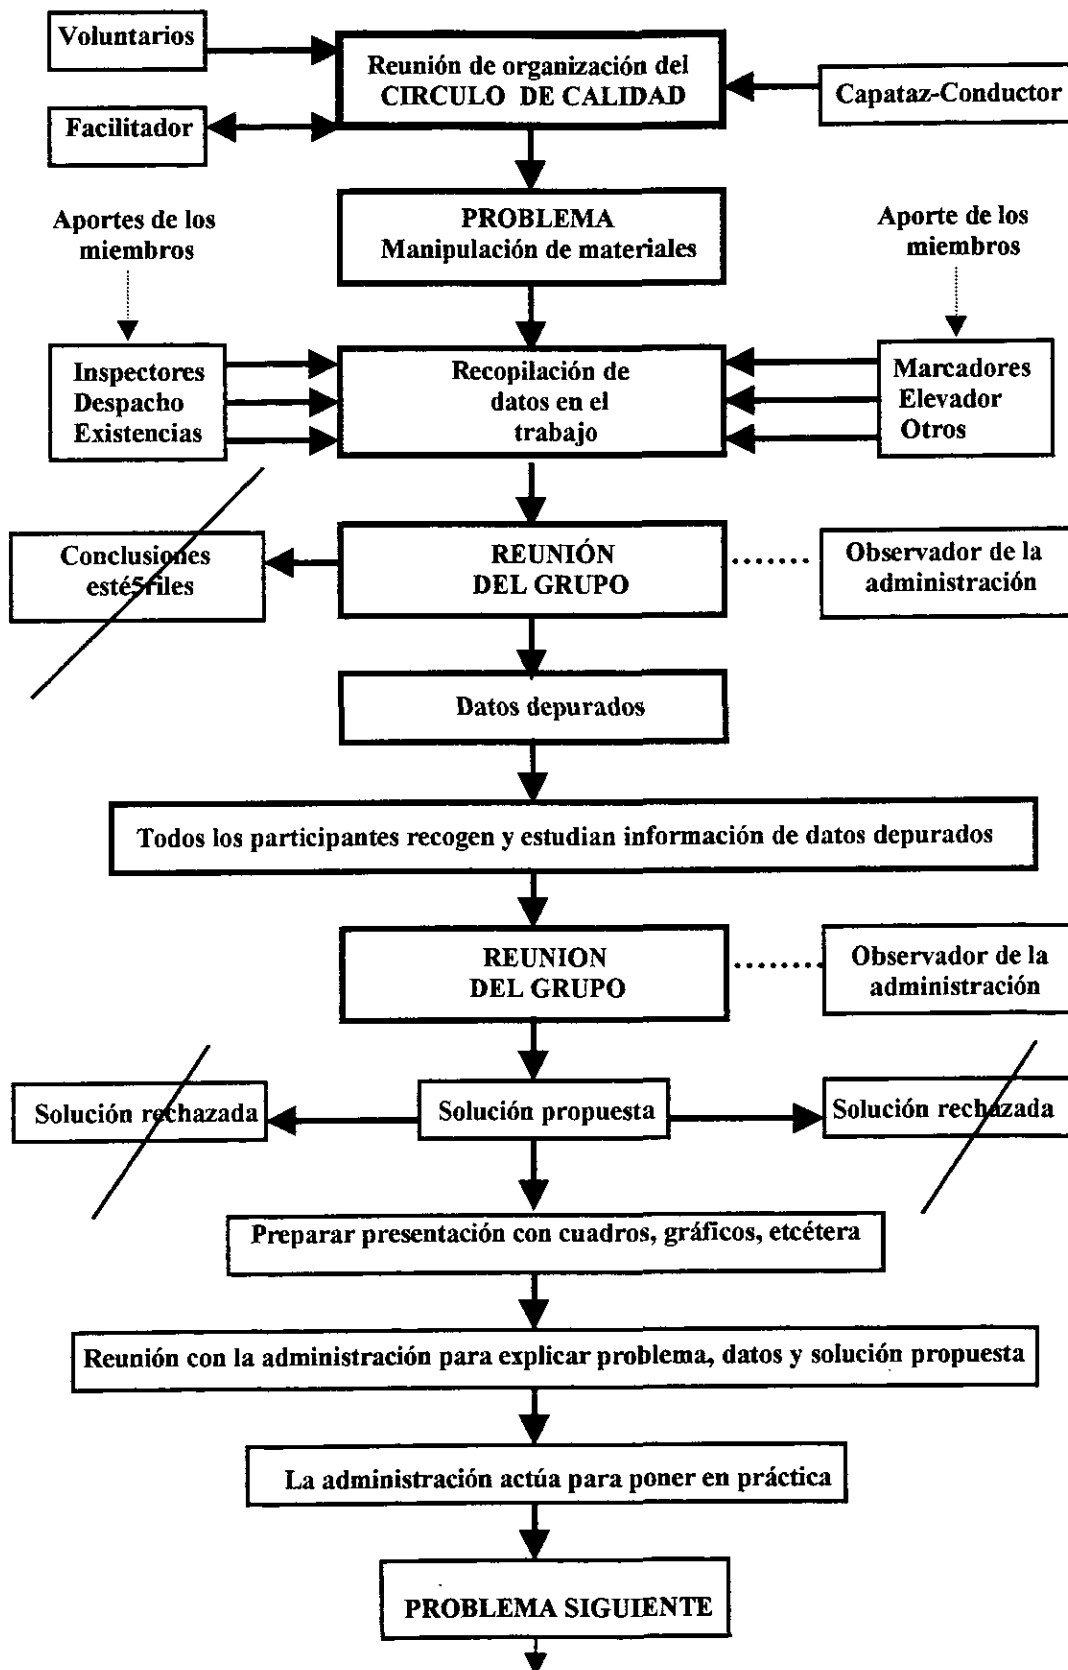 Voluntarios
Reunión de organización del
CIRCULO DE CALIDAD
Capataz-Conductor
Facilitador
PROBLEMA
Manipulación de materiales
Aportes de los
miembros
Aporte de los
miembros
Inspectores
Despacho
Existencias
Recopilación de
datos en el
trabajo
Marcadores
Elevador
Otros
Conclusiones
esté5riles
REUNIÓN
DEL GRUPO
Observador de la
administración
Datos depurados
Todos los participantes recogen y estudian información de datos depurados
REUNION
DEL GRUPO
Observador de la
administración
Solución rechazada
Solución propuesta
Solución rechazada
Preparar presentación con cuadros, gráficos, etcétera
Reunión con la administración para explicar problema, datos y solución propuesta
La administración actúa para poner en práctica
PROBLEMA SIGUIENTE